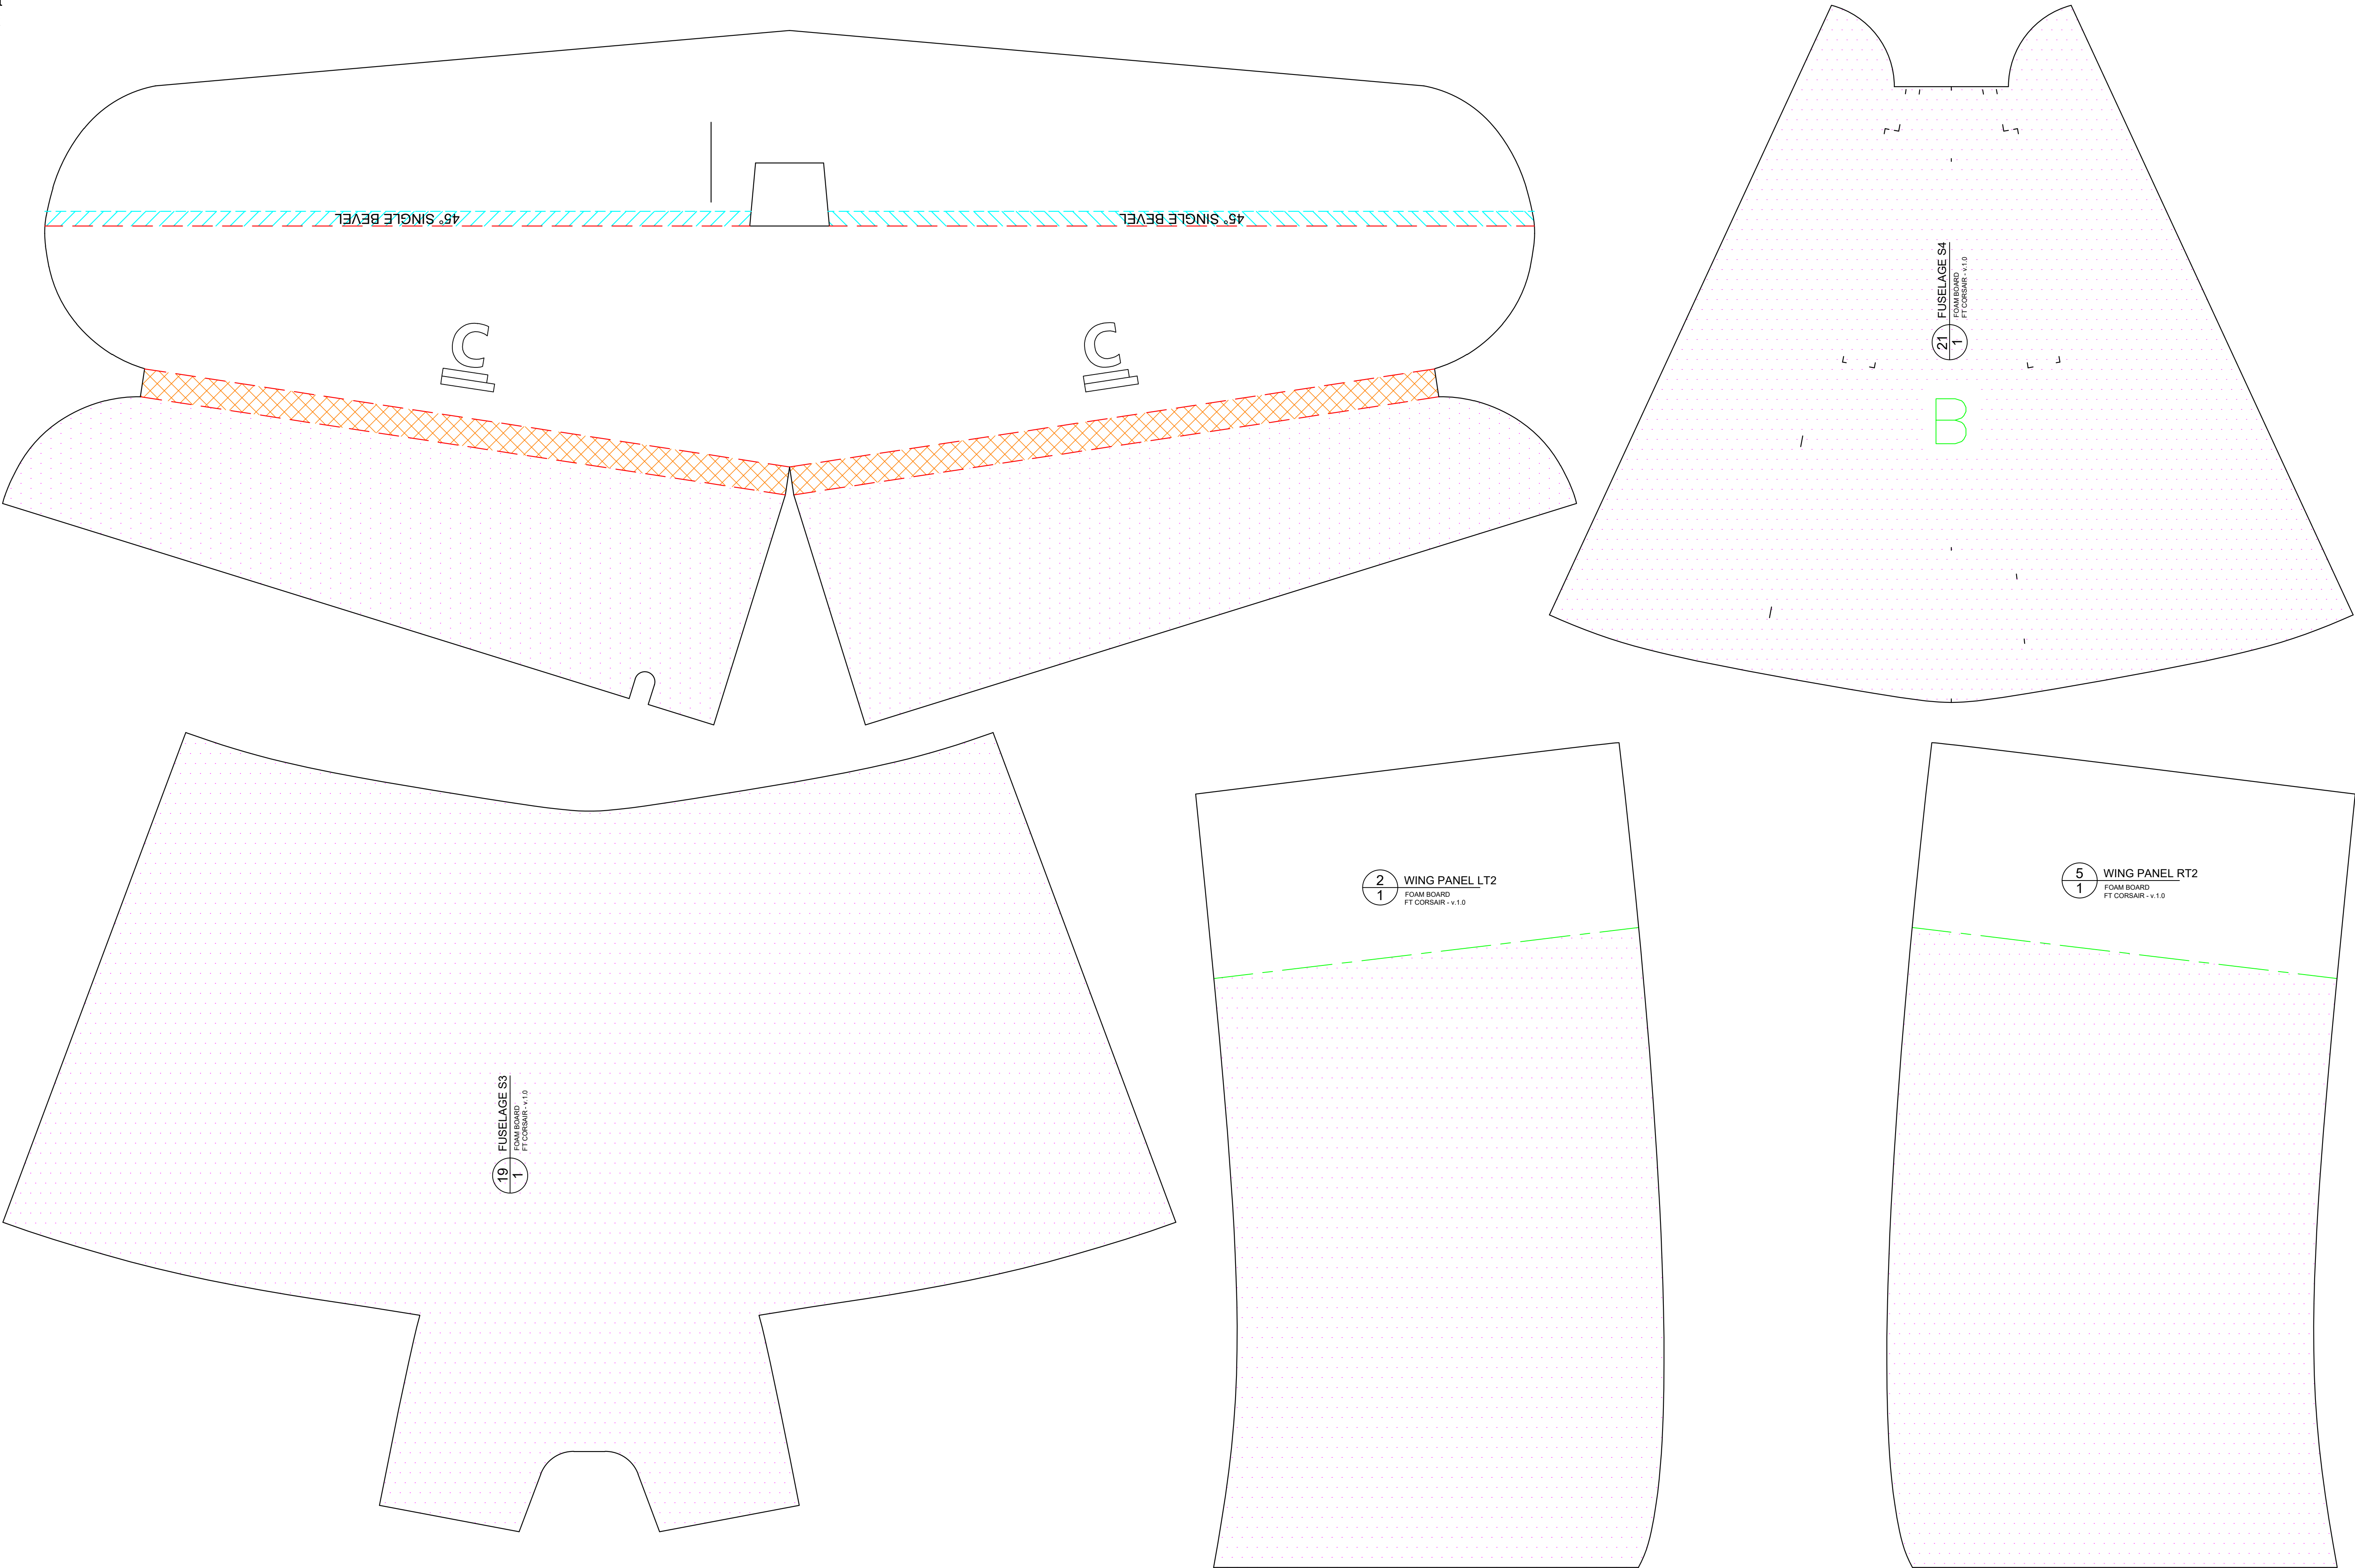 45° SINGLE BEVEL
45° SINGLE BEVEL
C
C
21
1
FUSELAGE S4
FOAM BOARD
FT CORSAIR - v.1.0
B
19
1
FUSELAGE S3
FOAM BOARD
FT CORSAIR - v.1.0
2
1
WING PANEL LT2
FOAM BOARD
FT CORSAIR - v.1.0
5
1
WING PANEL RT2
FOAM BOARD
FT CORSAIR - v.1.0